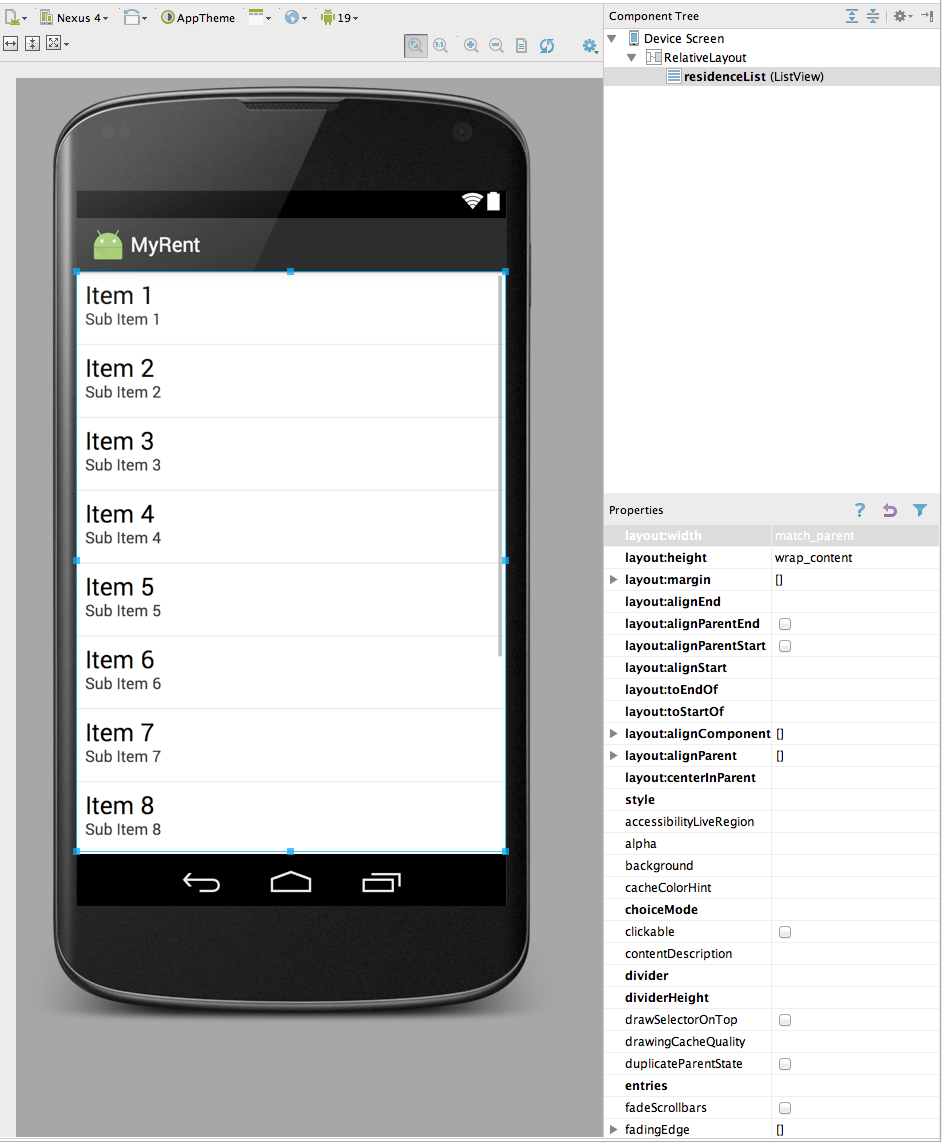 Nexus 4
AppTheme
19
1:1
MyRent
Item 1
Sub Item 1
Item 2
Sub Item 2
Item 3
Sub Item 3
Item 4
Sub Item 4
Item 5
Sub Item 5
Item 6
Sub Item 6
Item 7
Sub Item 7
Item 8
Sub Item 8
Component Tree
Device Screen
RelativeLayout
residenceList (ListView)
Properties
?
layout:width match_parent
layout:height wrap_content
layout:margin []
layout:alignEnd
layout:alignParentEnd
layout:alignParentStart
layout:alignStart
layout:toEndOf
layout:toStartOf
layout:alignComponent []
layout:alignParent []
layout:centerInParent
style
accessibilityLiveRegion
alpha
background
cacheColorHint
choiceMode
clickable
contentDescription
divider
dividerHeight
drawSelectorOnTop
drawingCacheQuality
duplicateParentState
entries
fadeScrollbars
fadingEdge []